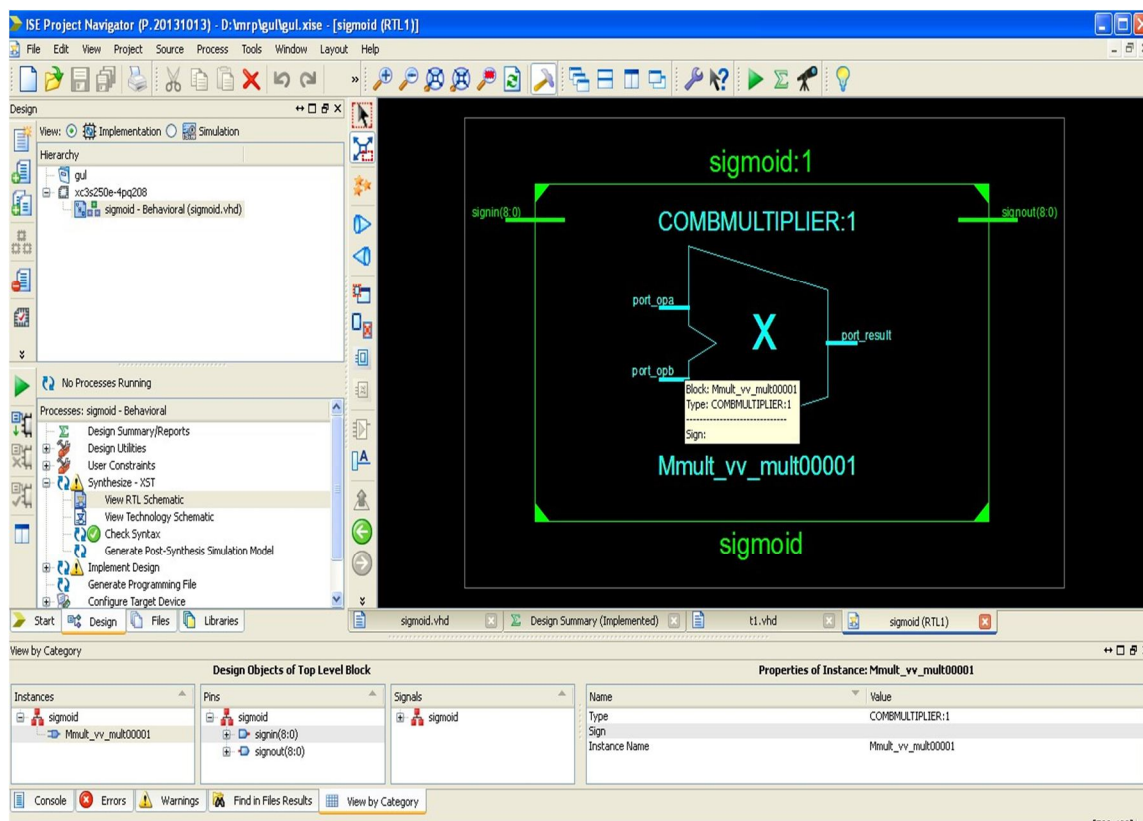 ISE Project Navigator (P.20131013) - D:\mrp\gul\gul.xise - [sigmoid (RTL1)]
File Edit View Project Source Process Tools Window Layout Help
Design
View: Implementation Simulation
Hierarchy
gul
xc3s250e-4pq208
sigmoid - Behavioral (sigmoid.vhd)
No Processes Running
Processes: sigmoid - Behavioral
Design Summary/Reports
Design Utilities
User Constraints
Synthesize - XST
View RTL Schematic
View Technology Schematic
Check Syntax
Generate Post-Synthesis Simulation Model
Implement Design
Generate Programming File
Configure Target Device
Start Design Files Libraries
sigmoid:1
signin(8:0)
signout(8:0)
COMBMULTIPLIER:1
port_opa
X
port_result
port_opb
Block: Mmult_vv_mult00001
Type: COMBMULTIPLIER:1
----------------------------
Sign:
Mmult_vv_mult00001
sigmoid
sigmoid.vhd Design Summary (Implemented) t1.vhd sigmoid (RTL1)
View by Category
Design Objects of Top Level Block
Properties of Instance: Mmult_vv_mult00001
Instances Pins Signals Name Value
sigmoid sigmoid sigmoid Type COMBMULTIPLIER:1
Mmult_vv_mult00001 signin(8:0) Sign
signout(8:0) Instance Name Mmult_vv_mult00001
Console Errors Warnings Find in Files Results View by Category